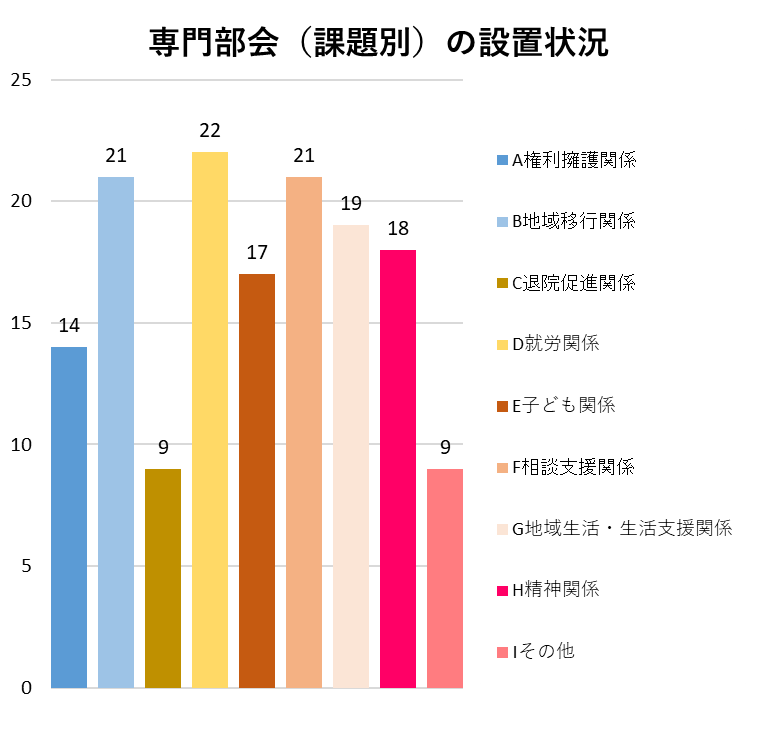 専門部会（課題別）の設置状況
25
20
15
10
5
0
14
21
9
22
17
21
19
18
9
A権利擁護関係
B地域移行関係
C退院促進関係
D就労関係
E子ども関係
F相談支援関係
G地域生活・生活支援関係
H精神関係
Iその他